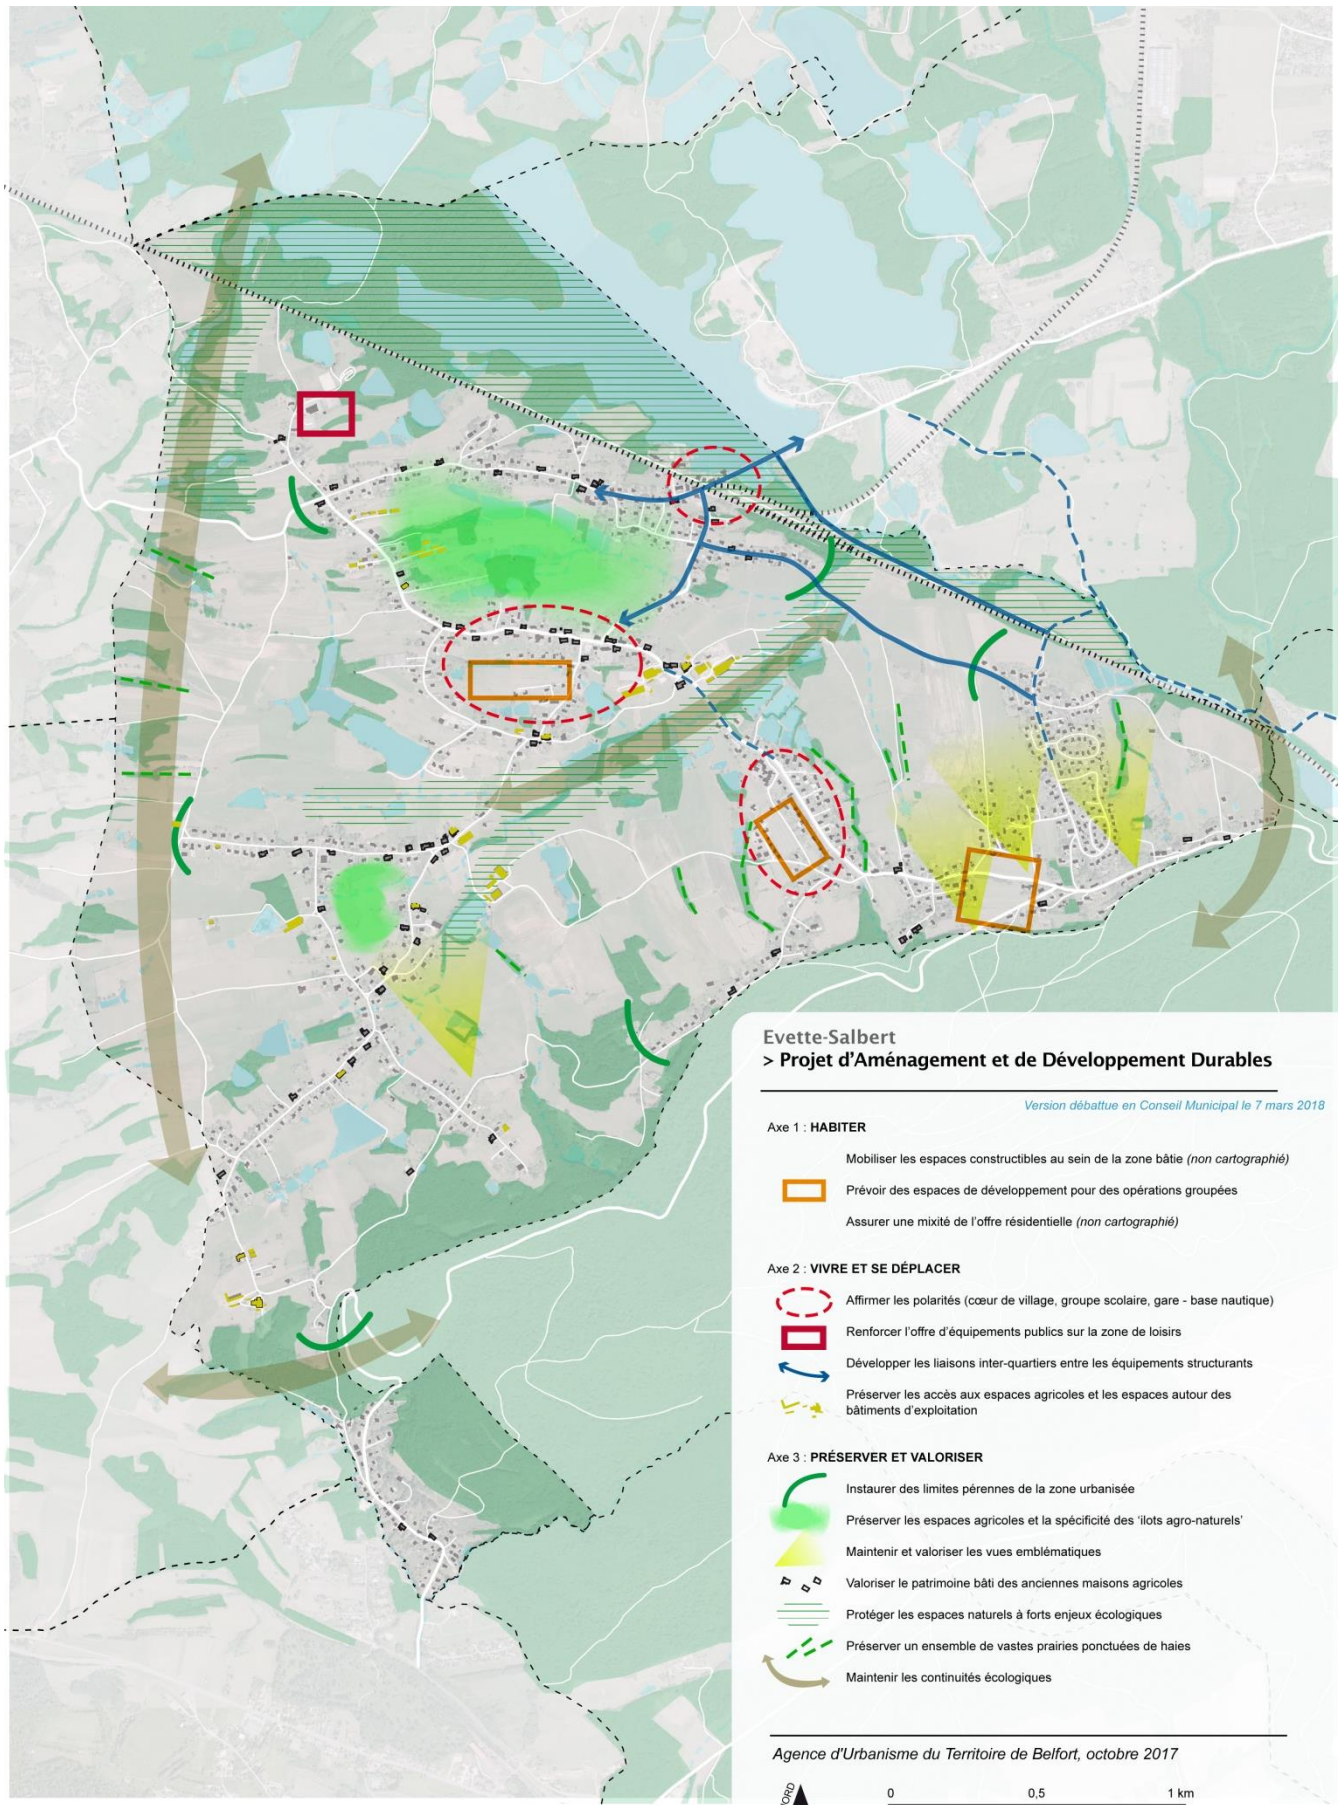 Evette-Salbert
> Projet d'Aménagement et de Développement Durables
Version débattue en Conseil Municipal le 7 mars 2018
Axe 1 : HABITER
Mobiliser les espaces constructibles au sein de la zone bâtie (non cartographié)
Prévoir des espaces de développement pour des opérations groupées
Assurer une mixité de l'offre résidentielle (non cartographié)
Axe 2 : VIVRE ET SE DÉPLACER
Affirmer les polarités (cœur de village, groupe scolaire, gare - base nautique)
Renforcer l'offre d'équipements publics sur la zone de loisirs
Développer les liaisons inter-quartiers entre les équipements structurants
Préserver les accès aux espaces agricoles et les espaces autour des
bâtiments d'exploitation
Axe 3 : PRÉSERVER ET VALORISER
Instaurer des limites pérennes de la zone urbanisée
Préserver les espaces agricoles et la spécificité des 'ilots agro-naturels'
Maintenir et valoriser les vues emblématiques
Valoriser le patrimoine bâti des anciennes maisons agricoles
Protéger les espaces naturels à forts enjeux écologiques
Préserver un ensemble de vastes prairies ponctuées de haies
Maintenir les continuités écologiques
Agence d'Urbanisme du Territoire de Belfort, octobre 2017
NORD
0 0,5 1 km